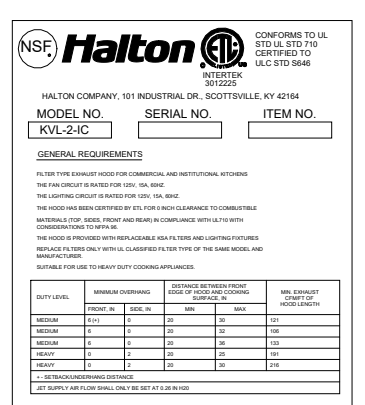 NSF® Halton
CONFORMS TO UL
STD UL STD 710
CERTIFIED TO
ULC STD S646
INTERTEK
3012225
HALTON COMPANY, 101 INDUSTRIAL DR., SCOTTSVILLE, KY 42164
MODEL NO. SERIAL NO. ITEM NO.
KVL-2-IC
GENERAL REQUIREMENTS
FILTER TYPE EXHAUST HOOD FOR COMMERCIAL AND INSTITUTIONAL KITCHENS
THE FAN CIRCUIT IS RATED FOR 125V, 15A, 60HZ.
THE LIGHTING CIRCUIT IS RATED FOR 125V, 15A, 60HZ.
THE HOOD HAS BEEN CERTIFIED BY ETL FOR 0 INCH CLEARANCE TO COMBUSTIBLE
MATERIALS (TOP, SIDES, FRONT AND REAR) IN COMPLIANCE WITH UL710 WITH
CONSIDERATIONS TO NFPA 96.
THE HOOD IS PROVIDED WITH REPLACEABLE KSA FILTERS AND LIGHTING FIXTURES
REPLACE FILTERS ONLY WITH UL CLASSIFIED FILTER TYPE OF THE SAME MODEL AND
MANUFACTURER.
SUITABLE FOR USE TO HEAVY DUTY COOKING APPLIANCES.
DUTY LEVEL MINIMUM OVERHANG DISTANCE BETWEEN FRONT EDGE OF HOOD AND COOKING SURFACE, IN MIN. EXHAUST CFM/FT OF HOOD LENGTH
FRONT, IN SIDE, IN MIN MAX
MEDIUM 6 (+) 0 20 30 121
MEDIUM 6 0 20 32 106
MEDIUM 6 0 20 36 133
HEAVY 0 2 20 25 191
HEAVY 0 2 20 30 216
+ - SETBACK/UNDERHANG DISTANCE
JET SUPPLY AIR FLOW SHALL ONLY BE SET AT 0.26 IN H20